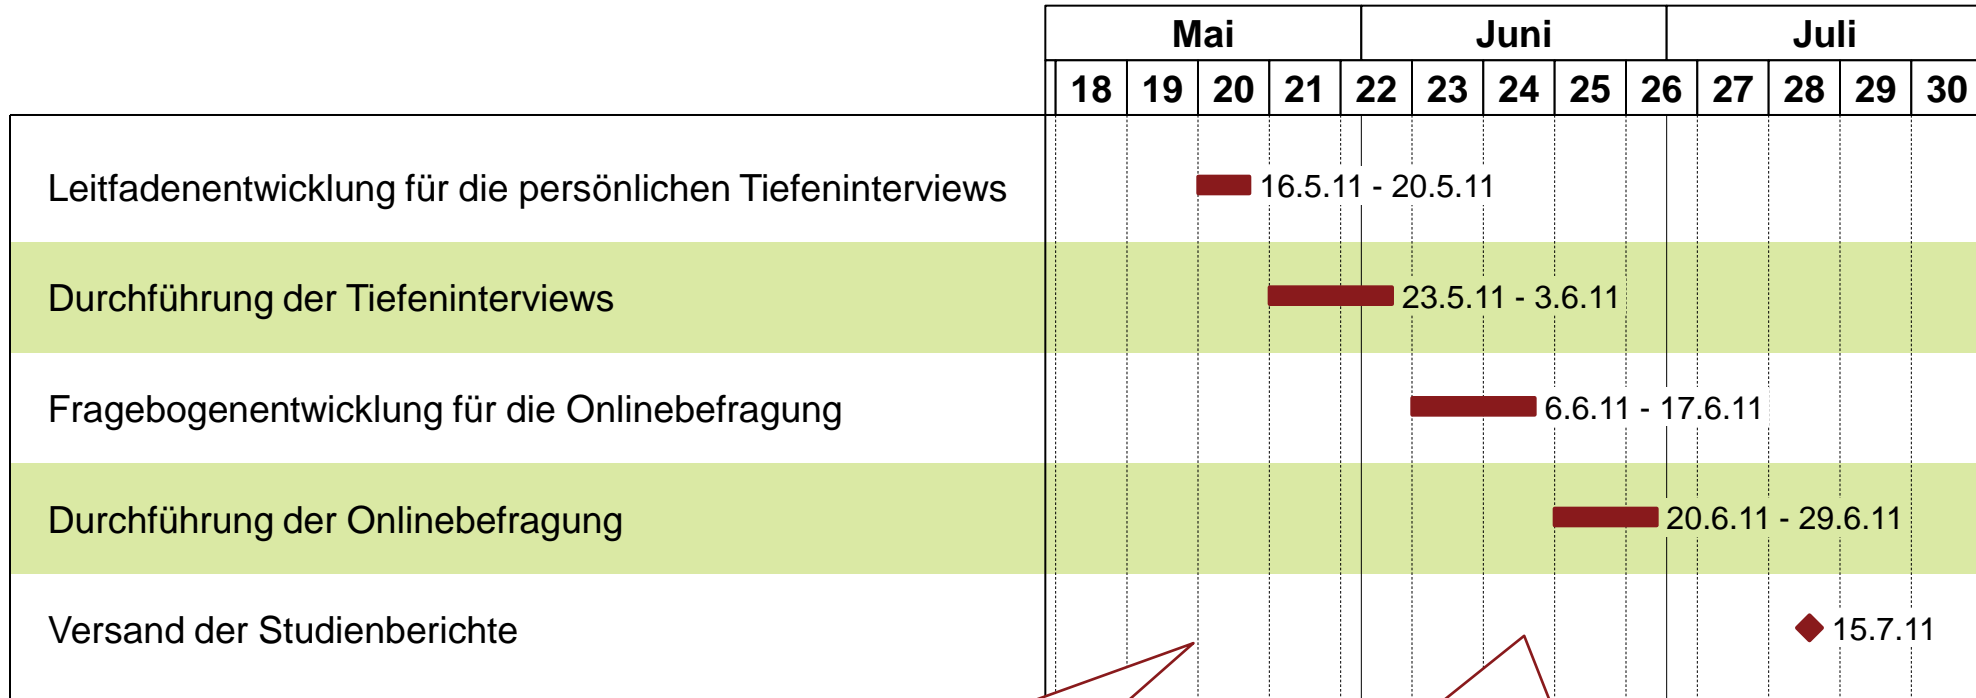 Mai Juni Juli
18 19 20 21 22 23 24 25 26 27 28 29 30
Leitfadenentwicklung für die persönlichen Tiefeninterviews 16.5.11 - 20.5.11
Durchführung der Tiefeninterviews 23.5.11 - 3.6.11
Fragebogenentwicklung für die Onlinebefragung 6.6.11 - 17.6.11
Durchführung der Onlinebefragung 20.6.11 - 29.6.11
Versand der Studienberichte 15.7.11